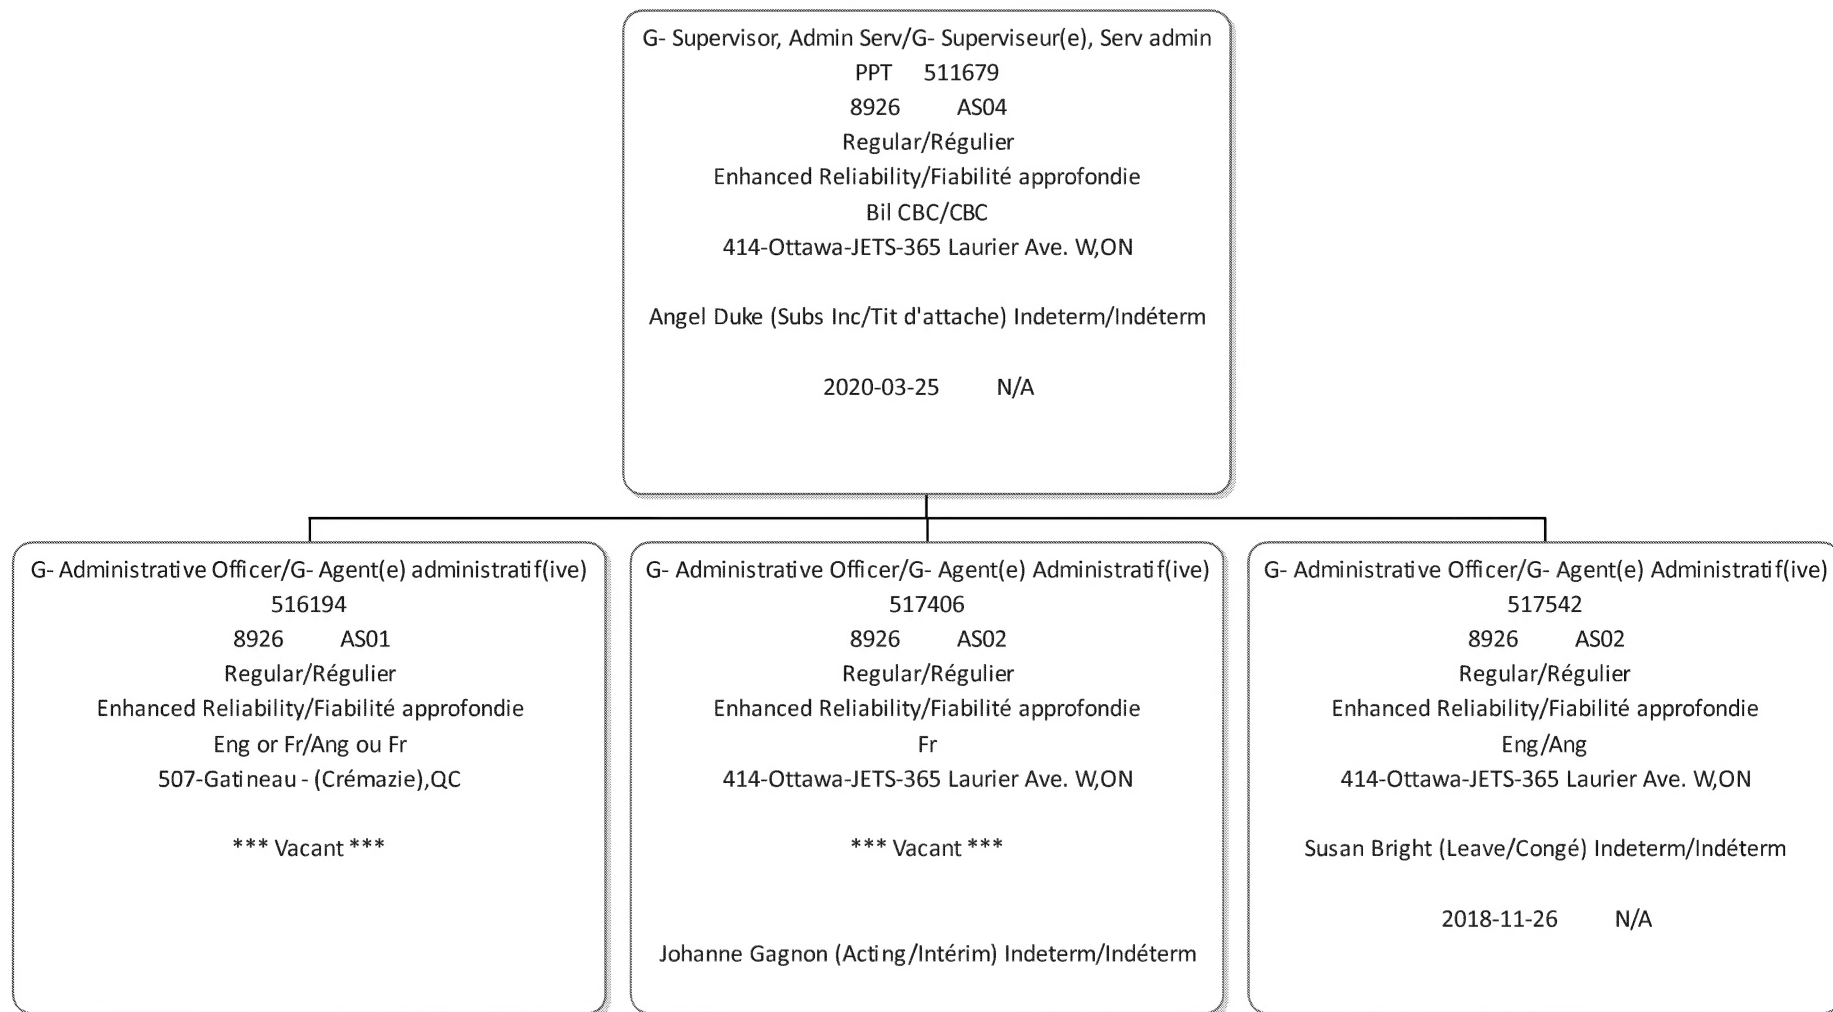 G- Supervisor, Admin Serv/G- Superviseur(e), Serv admin
PPT 511679
8926 AS04
Regular/Régulier
Enhanced Reliability/Fiabilité approfondie
Bil CBC/CBC
414-Ottawa-JETS-365 Laurier Ave. W,ON
Angel Duke (Subs Inc/Tit d'attache) Indeterm/Indéterm
2020-03-25 N/A
G- Administrative Officer/G- Agent(e) administratif(ive)
516194
8926 AS01
Regular/Régulier
Enhanced Reliability/Fiabilité approfondie
Eng or Fr/Ang ou Fr
507-Gatineau - (Crémazie),QC
*** Vacant ***
G- Administrative Officer/G- Agent(e) Administratif(ive)
517406
8926 AS02
Regular/Régulier
Enhanced Reliability/Fiabilité approfondie
Fr
414-Ottawa-JETS-365 Laurier Ave. W,ON
*** Vacant ***
Johanne Gagnon (Acting/Intérim) Indeterm/Indéterm
G- Administrative Officer/G- Agent(e) Administratif(ive)
517542
8926 AS02
Regular/Régulier
Enhanced Reliability/Fiabilité approfondie
Eng/Ang
414-Ottawa-JETS-365 Laurier Ave. W,ON
Susan Bright (Leave/Congé) Indeterm/Indéterm
2018-11-26 N/A